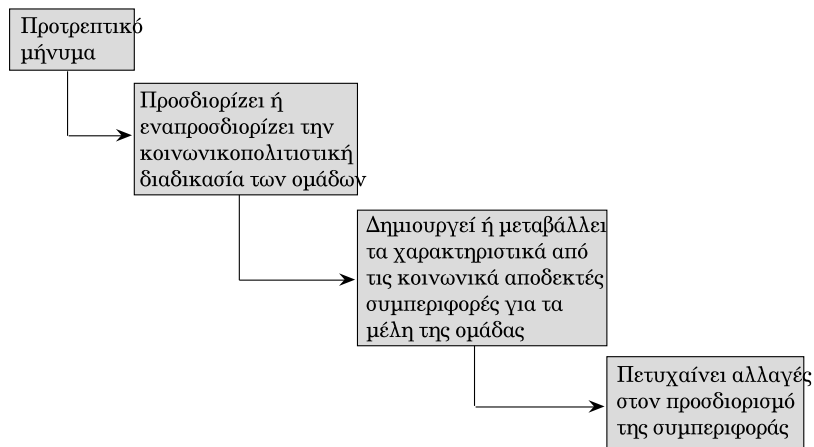 Προτρεπτικό
μήνυμα
Προσδιορίζει ή
εναπροσδιορίζει την
κοινωνικοπολιτιστική
διαδικασία των ομάδων
Δημιουργεί ή μεταβάλλει
τα χαρακτηριστικά από
τις κοινωνικά αποδεκτές
συμπεριφορές για τα
μέλη της ομάδας
Πετυχαίνει αλλαγές
στον προσδιορισμό
της συμπεριφοράς